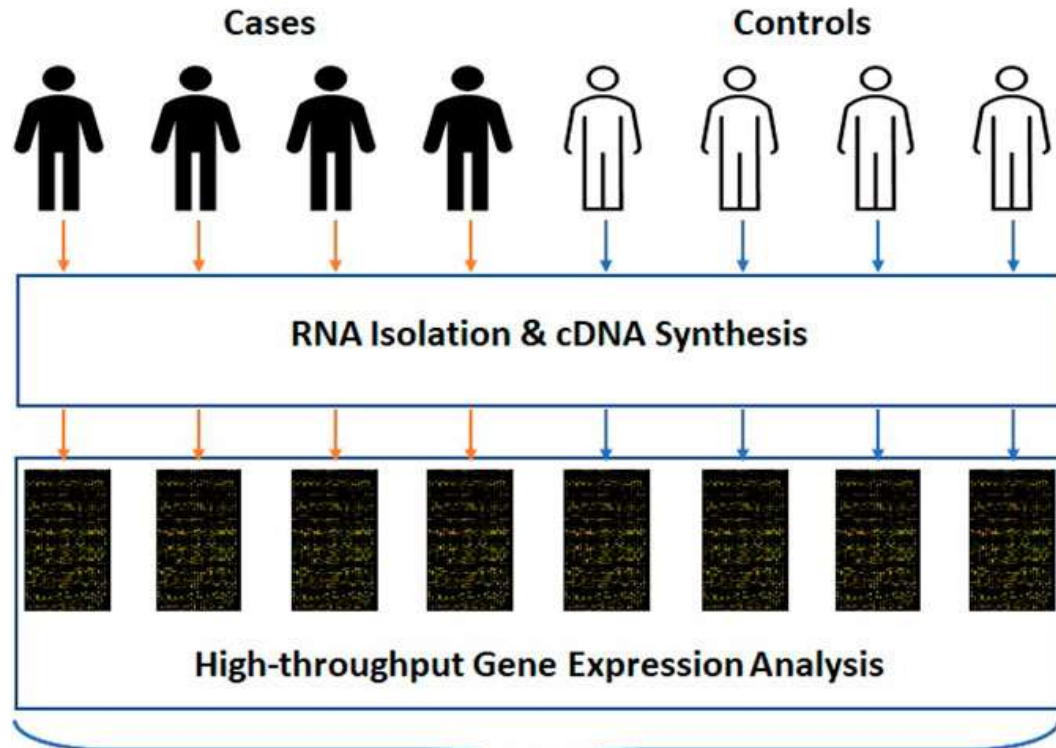 Cases Controls
RNA Isolation & cDNA Synthesis
High-throughput Gene Expression Analysis